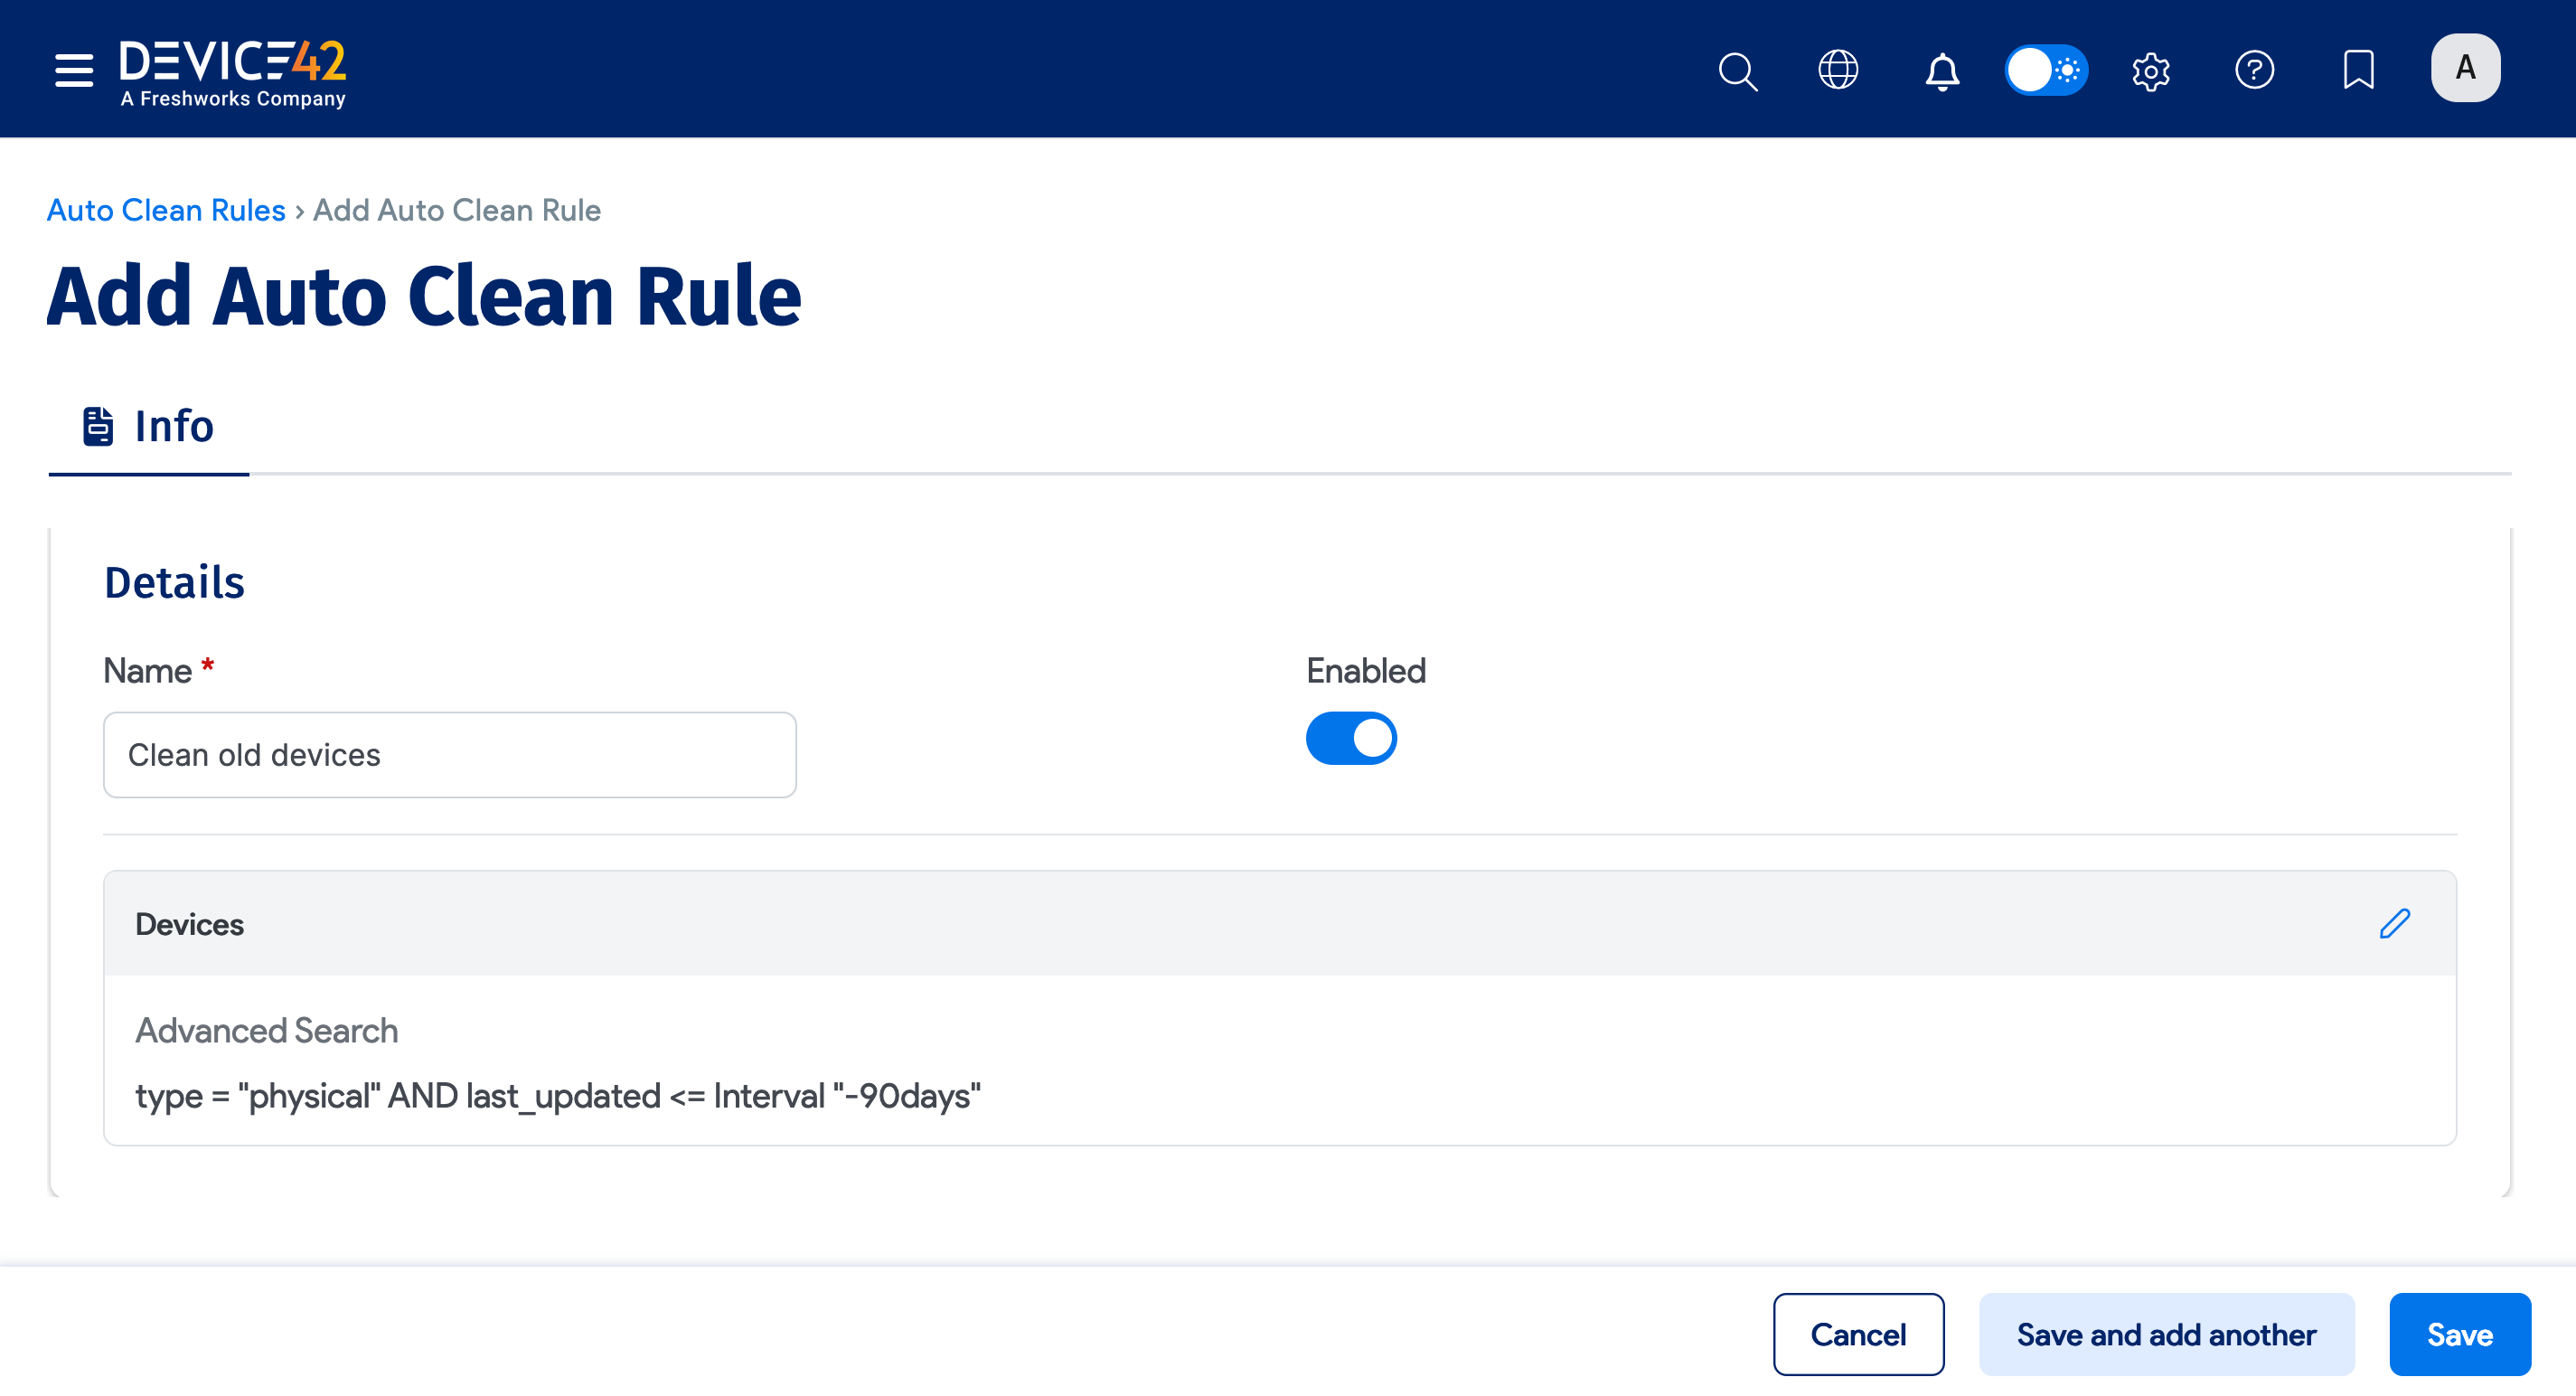 DEVICE42
A Freshworks Company
A
Auto Clean Rules › Add Auto Clean Rule
Add Auto Clean Rule
Info
Details
Name *
Enabled
Clean old devices
Devices
Advanced Search
type = "physical" AND last_updated <= Interval "-90days"
Cancel
Save and add another
Save